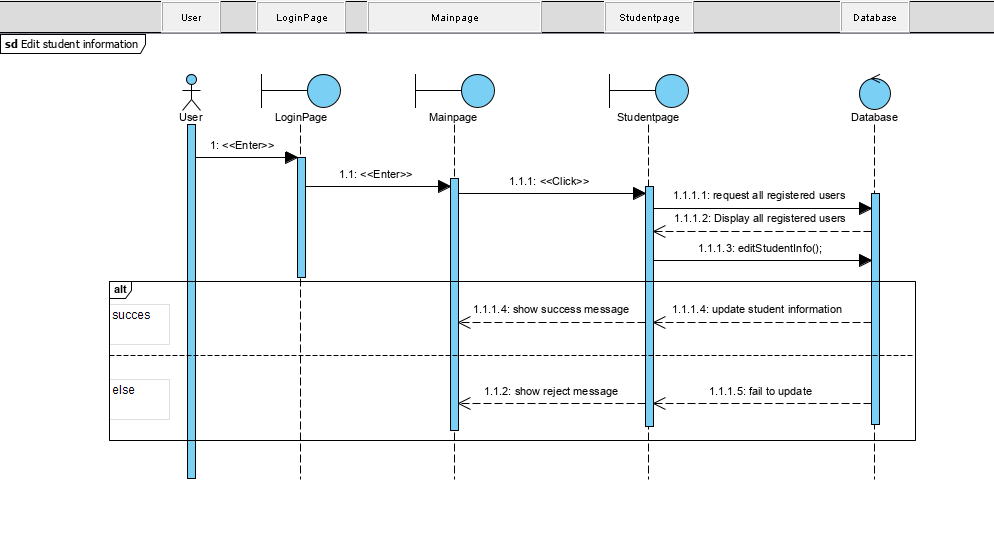 User
LoginPage
Mainpage
Studentpage
Database
sd Edit student information
User
LoginPage
Mainpage
Studentpage
Database
1: <<Enter>>
1.1: <<Enter>>
1.1.1: <<Click>>
1.1.1.1: request all registered users
1.1.1.2: Display all registered users
1.1.1.3: editStudentInfo();
alt
succes
1.1.1.4: show success message
1.1.1.4: update student information
else
1.1.2: show reject message
1.1.1.5: fail to update